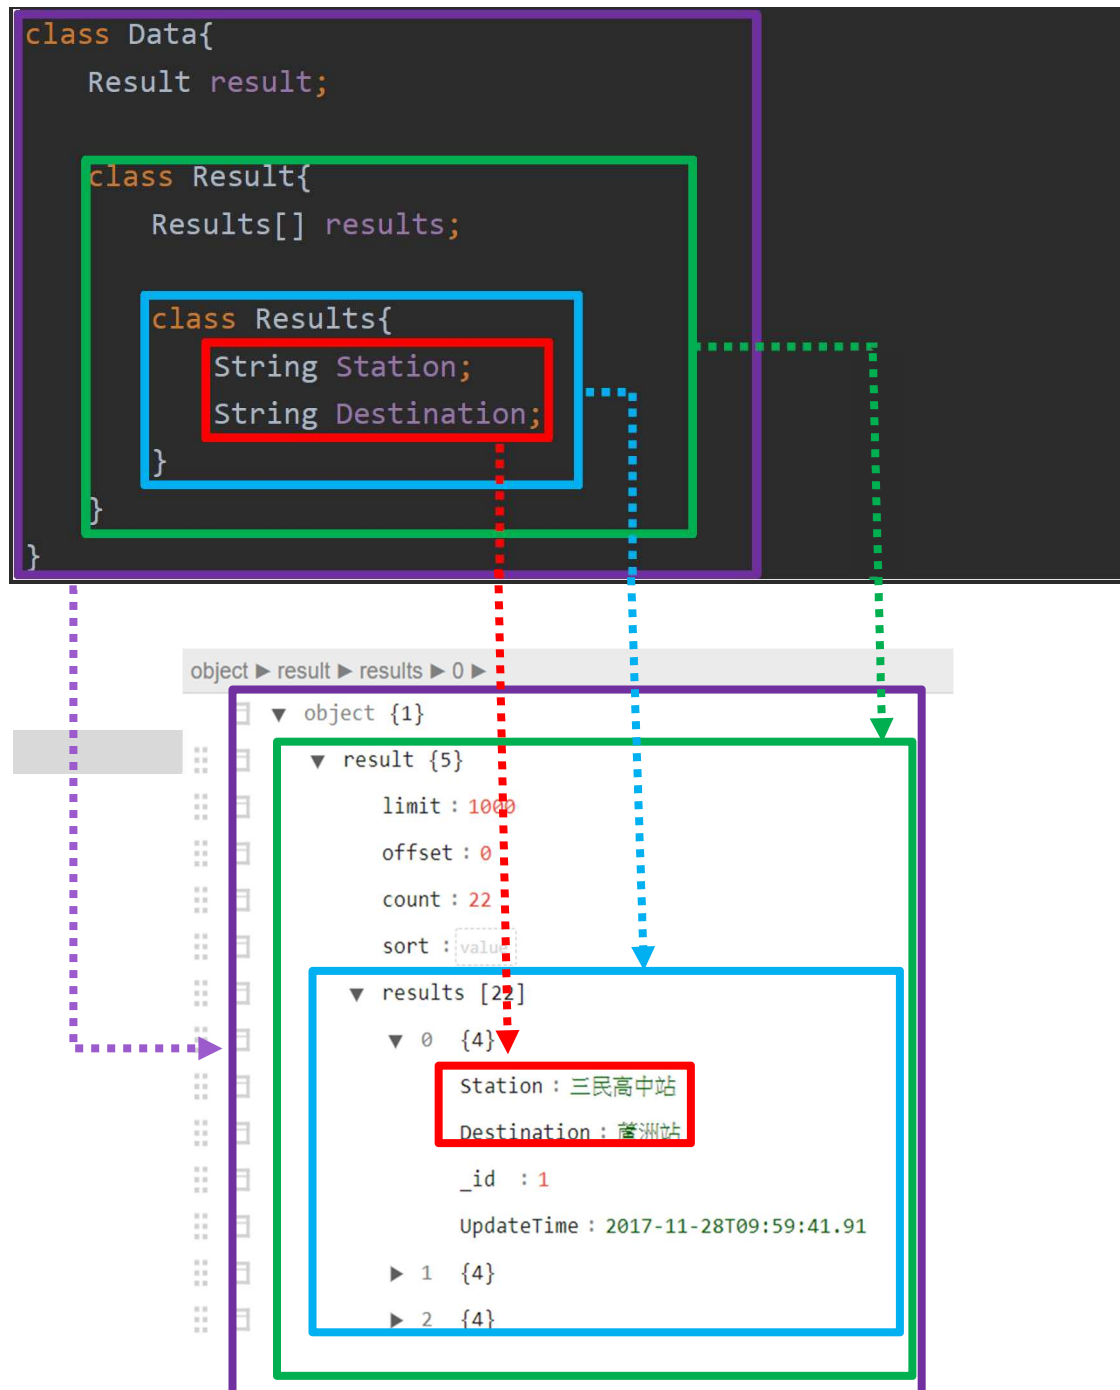 class Data{
Result result;
class Result{
Results[] results;
class Results{
String Station;
String Destination;
}
}
}
object ► result ► results ► 0 ►
▼ object {1}
▼ result {5}
limit : 1000
offset : 0
count : 22
sort : value
▼ results [22]
▼ 0 {4}
Station : 三民高中站
Destination : 蘆洲站
_id : 1
UpdateTime : 2017-11-28T09:59:41.91
► 1 {4}
► 2 {4}